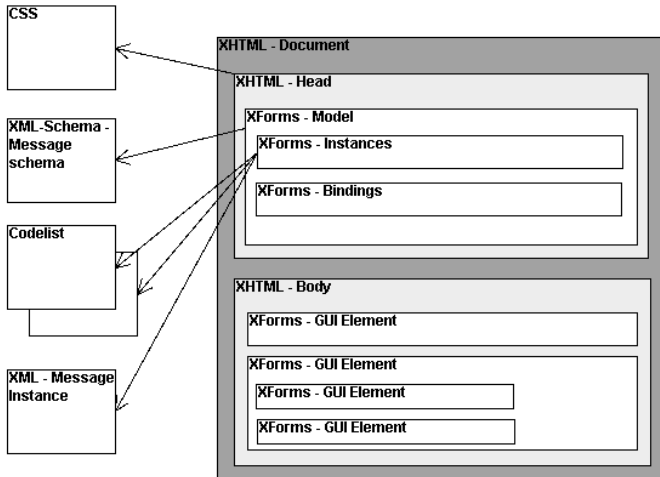 CSS
XML-Schema -
Message
schema
Codelist
XML - Message
Instance
XHTML - Document
XHTML - Head
XForms - Model
XForms - Instances
XForms - Bindings
XHTML - Body
XForms - GUI Element
XForms - GUI Element
XForms - GUI Element
XForms - GUI Element